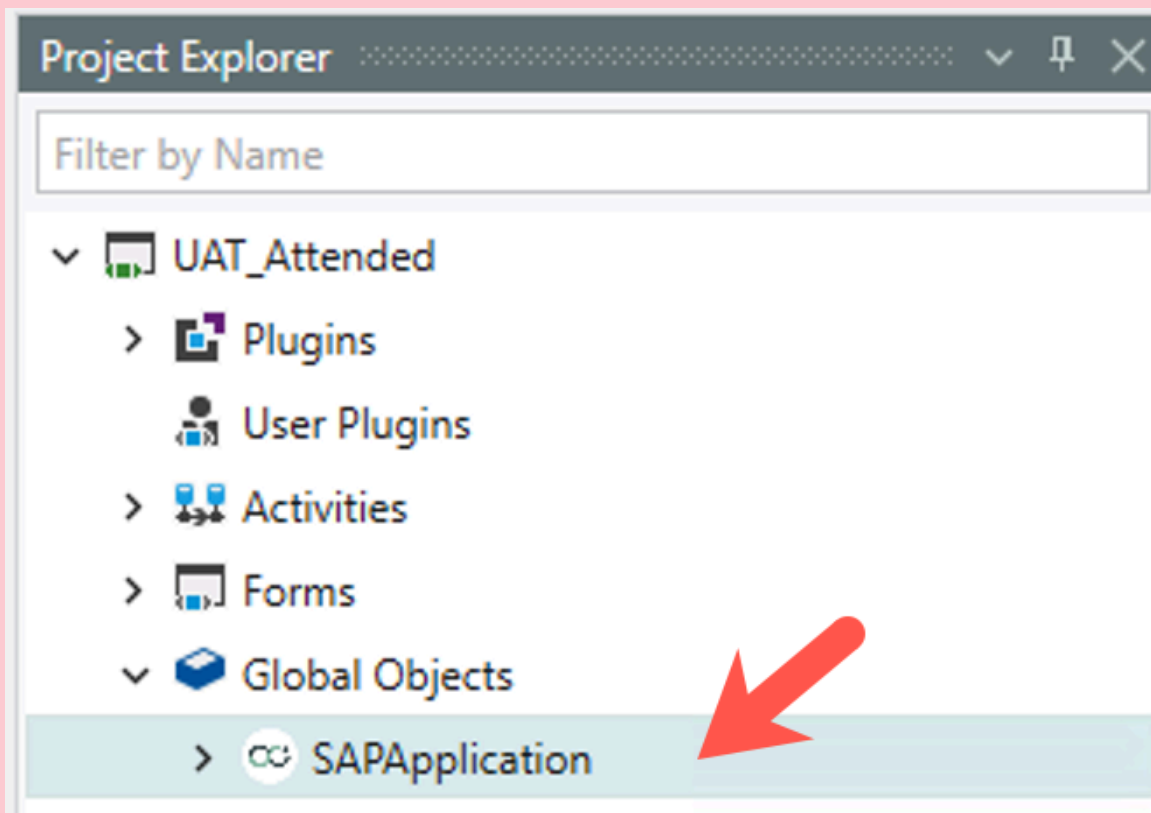 Project Explorer
Filter by Name
UAT_Attended
Plugins
User Plugins
Activities
Forms
Global Objects
SAPApplication